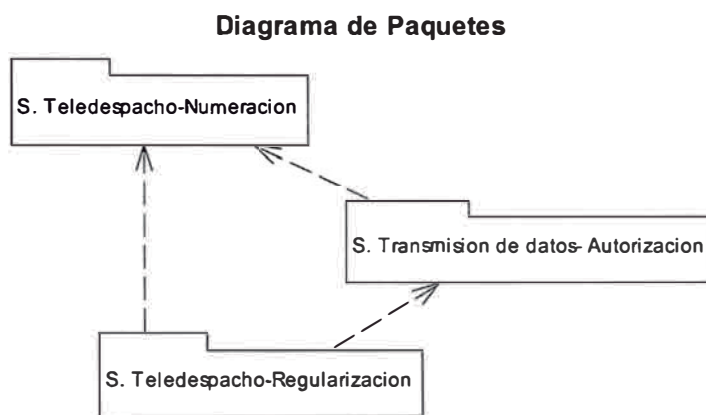 Diagrama de Paquetes
S. Teledespacho-Numeracion
S. Transmision de datos- Autorizacion
S. Teledespacho-Regularizacion